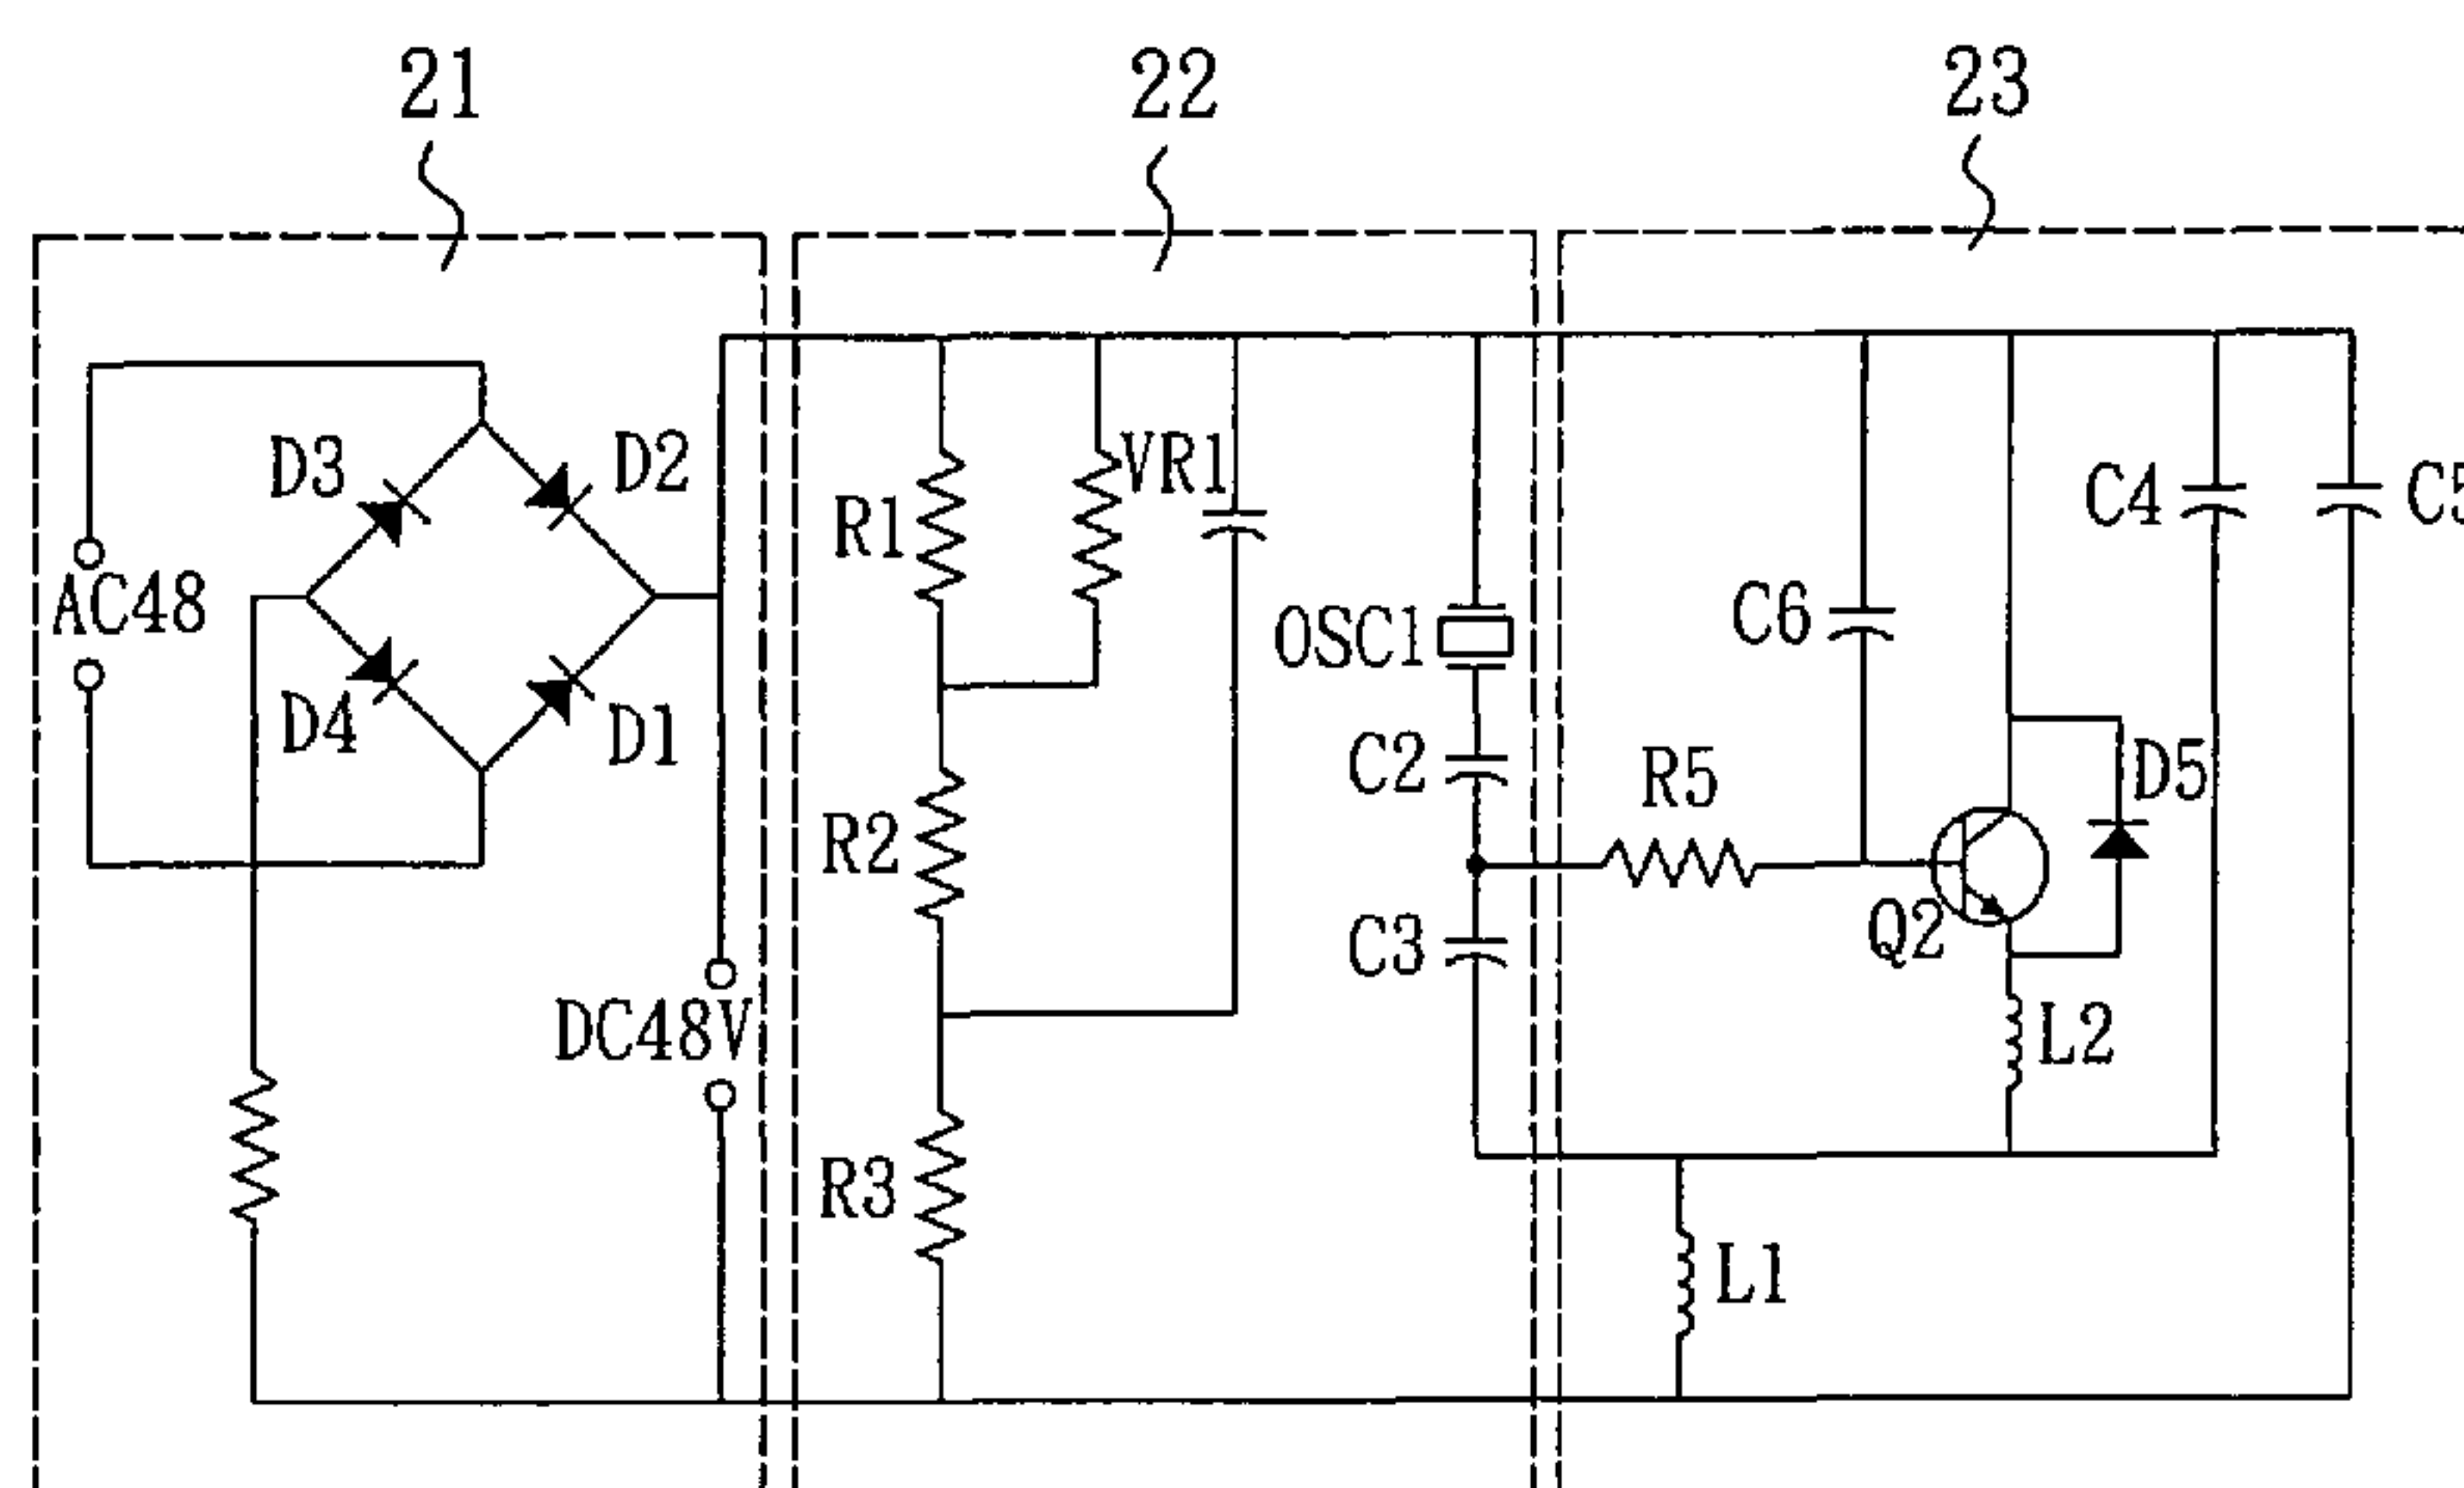 21
22
23
D3
D2
AC48
D4
D1
DC48V
R1
VR1
R2
R3
OSC1
C2
C3
R5
C6
Q2
D5
C4
C5
L2
L1